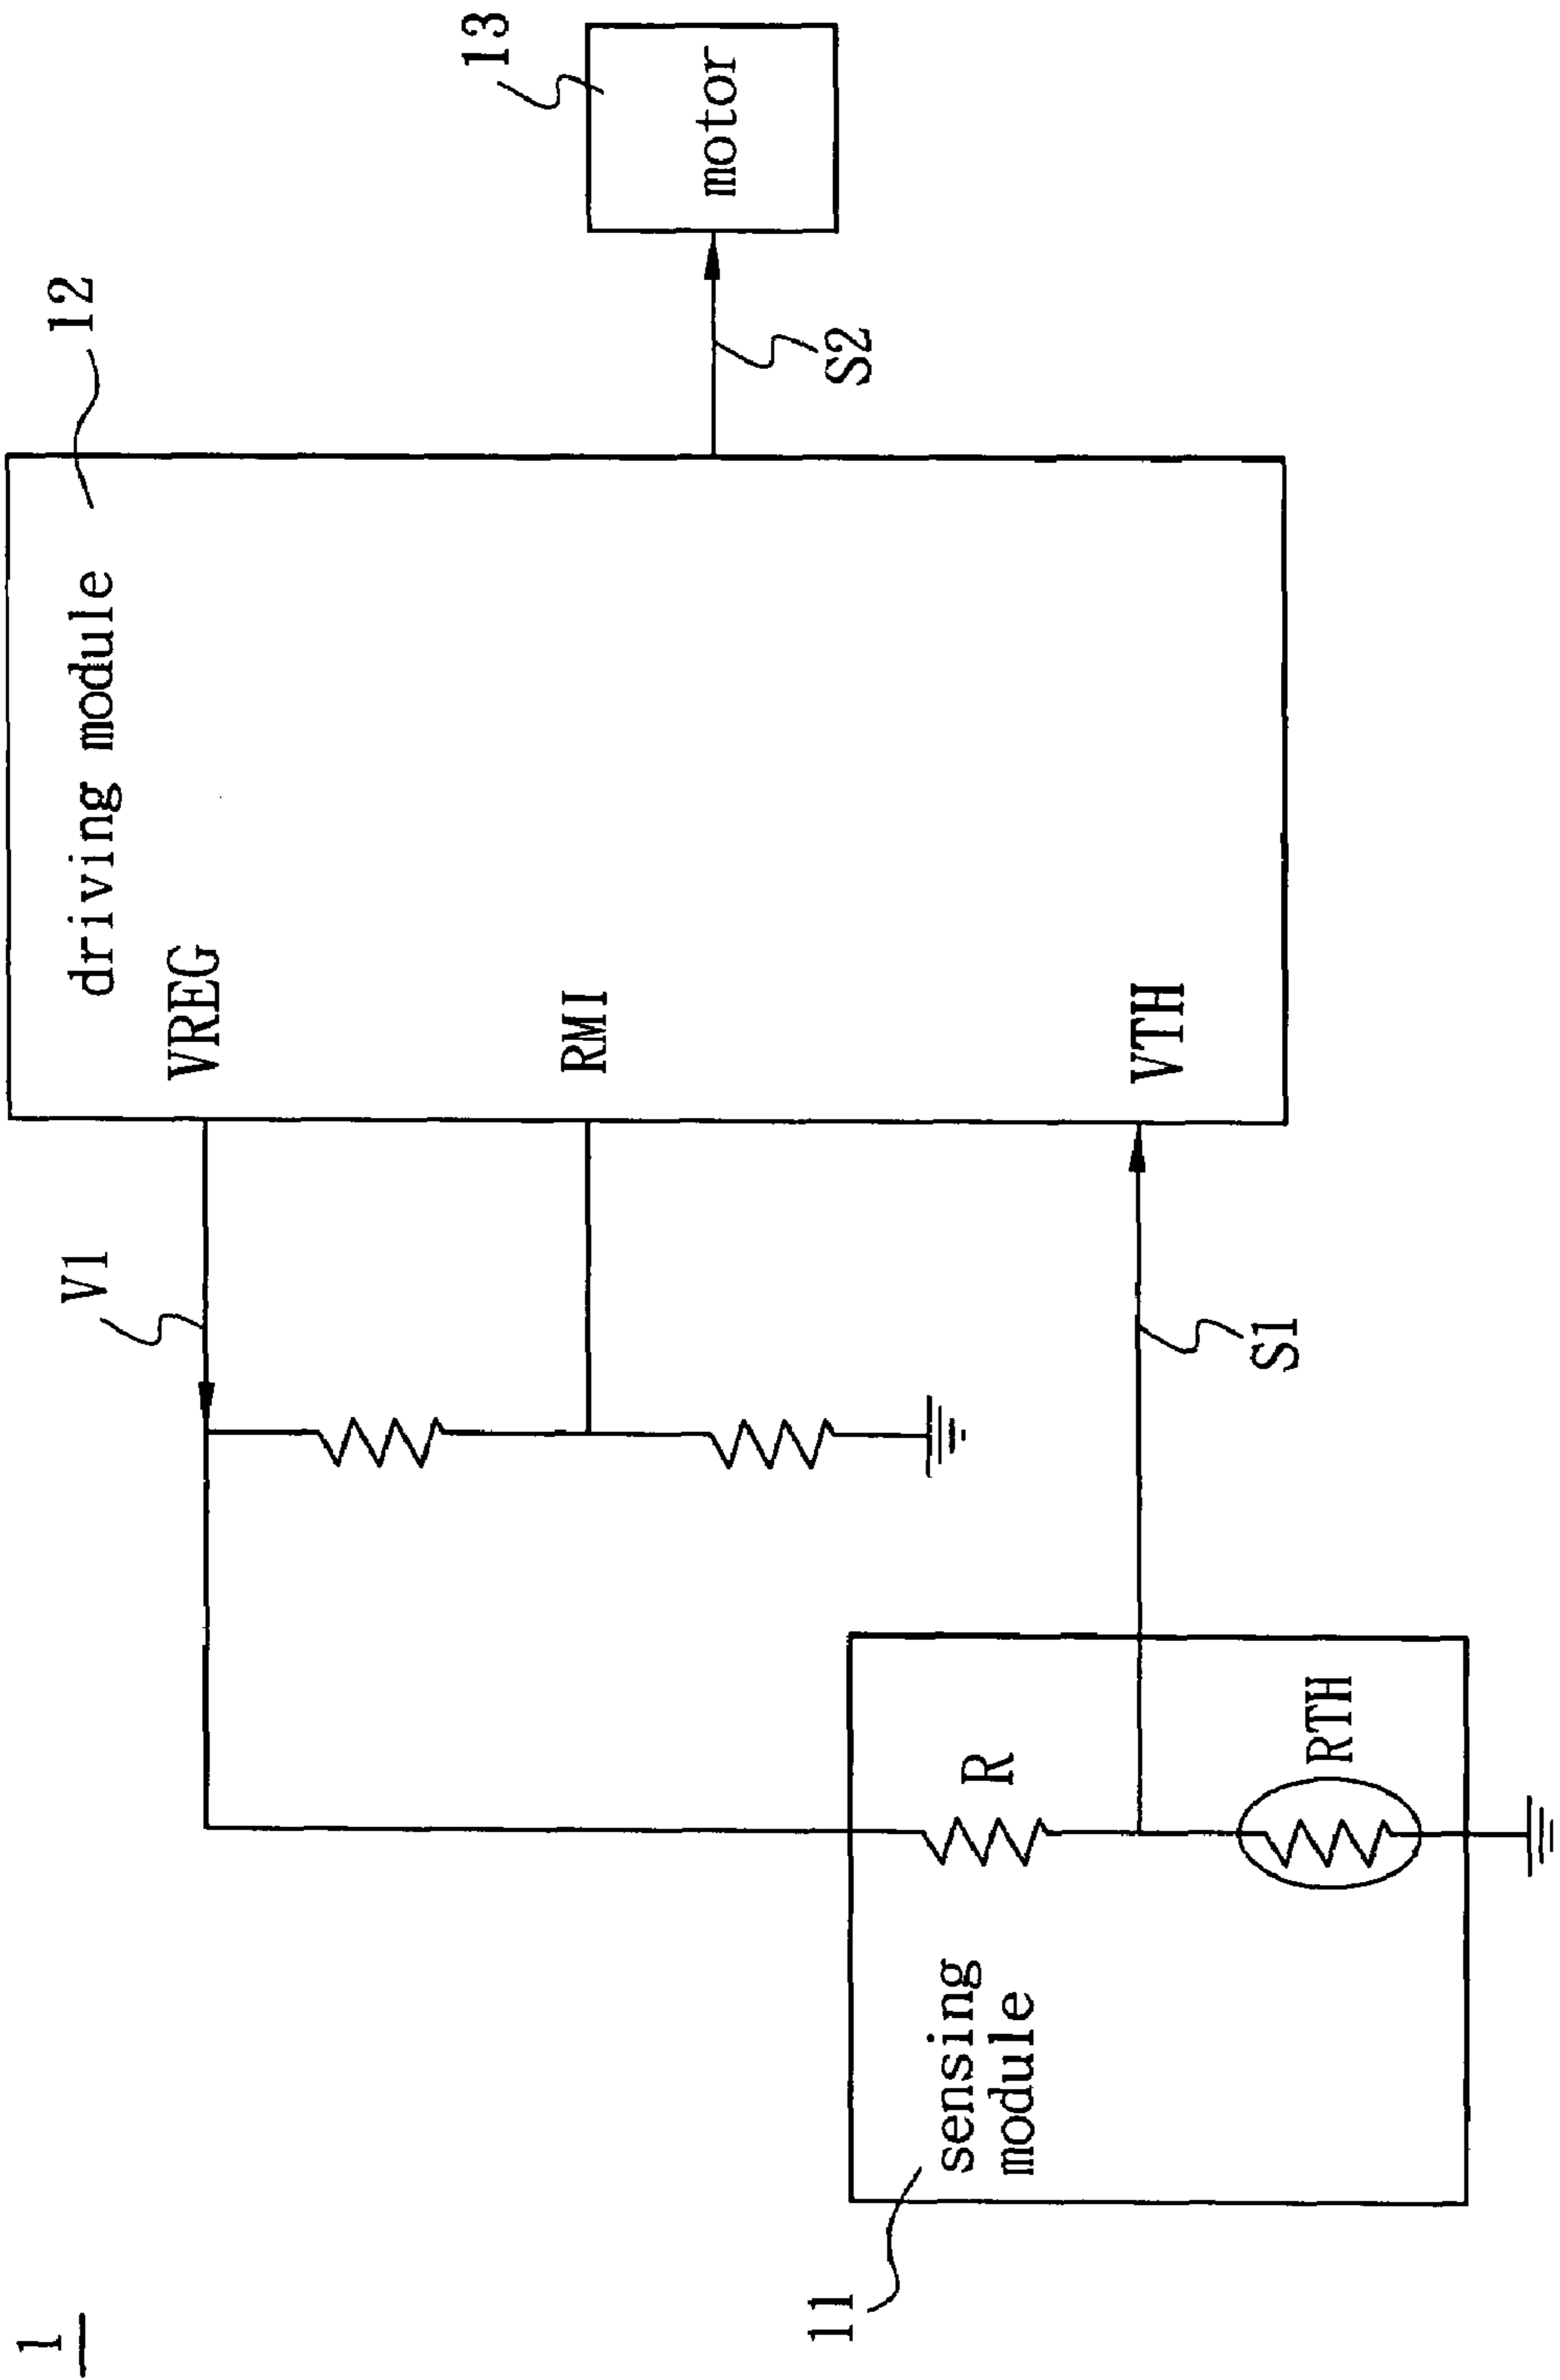 1
12
13
driving module
VREG
V1
RMI
motor
S2
11
sensing
module
R
VTH
S1
RTH